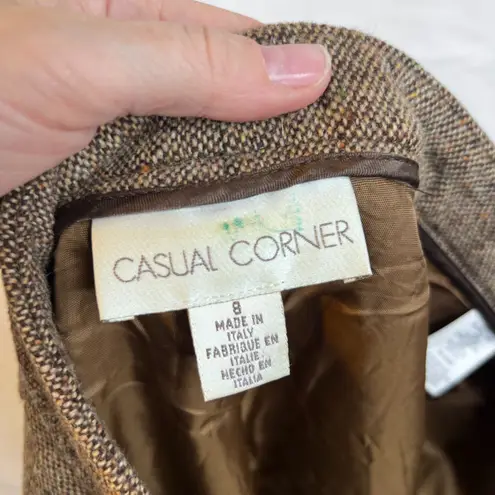 CASUAL CORNER
8
MADE IN
ITALY
FABRIQUE EN
ITALIE
HECHO EN
ITALIA